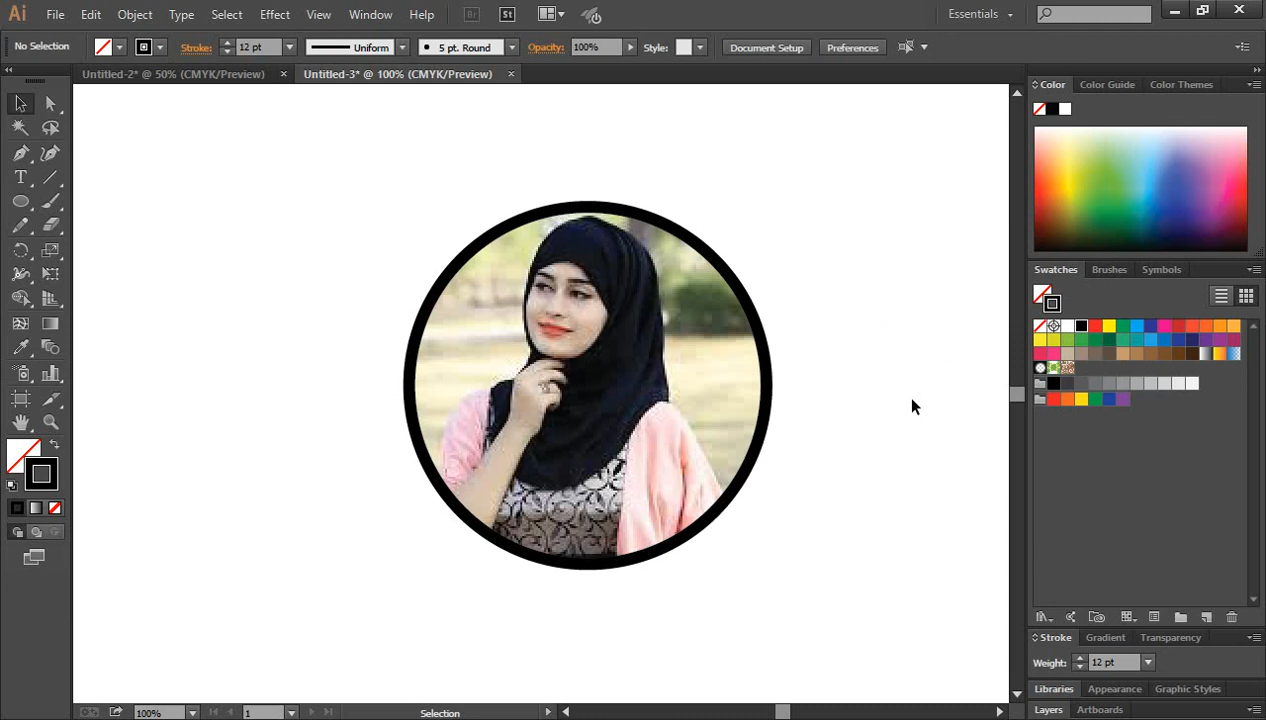 Ai File Edit Object Type Select Effect View Window Help Br St Essentials
No Selection Stroke: 12 pt Uniform 5 pt. Round Opacity: 100% Style: Document Setup Preferences
Untitled-2* @ 50% (CMYK/Preview) × Untitled-3* @ 100% (CMYK/Preview) ×
Color Color Guide Color Themes
Swatches Brushes Symbols
Stroke Gradient Transparency
Weight: 12 pt
Libraries Appearance Graphic Styles
Layers Artboards
100% 1 Selection